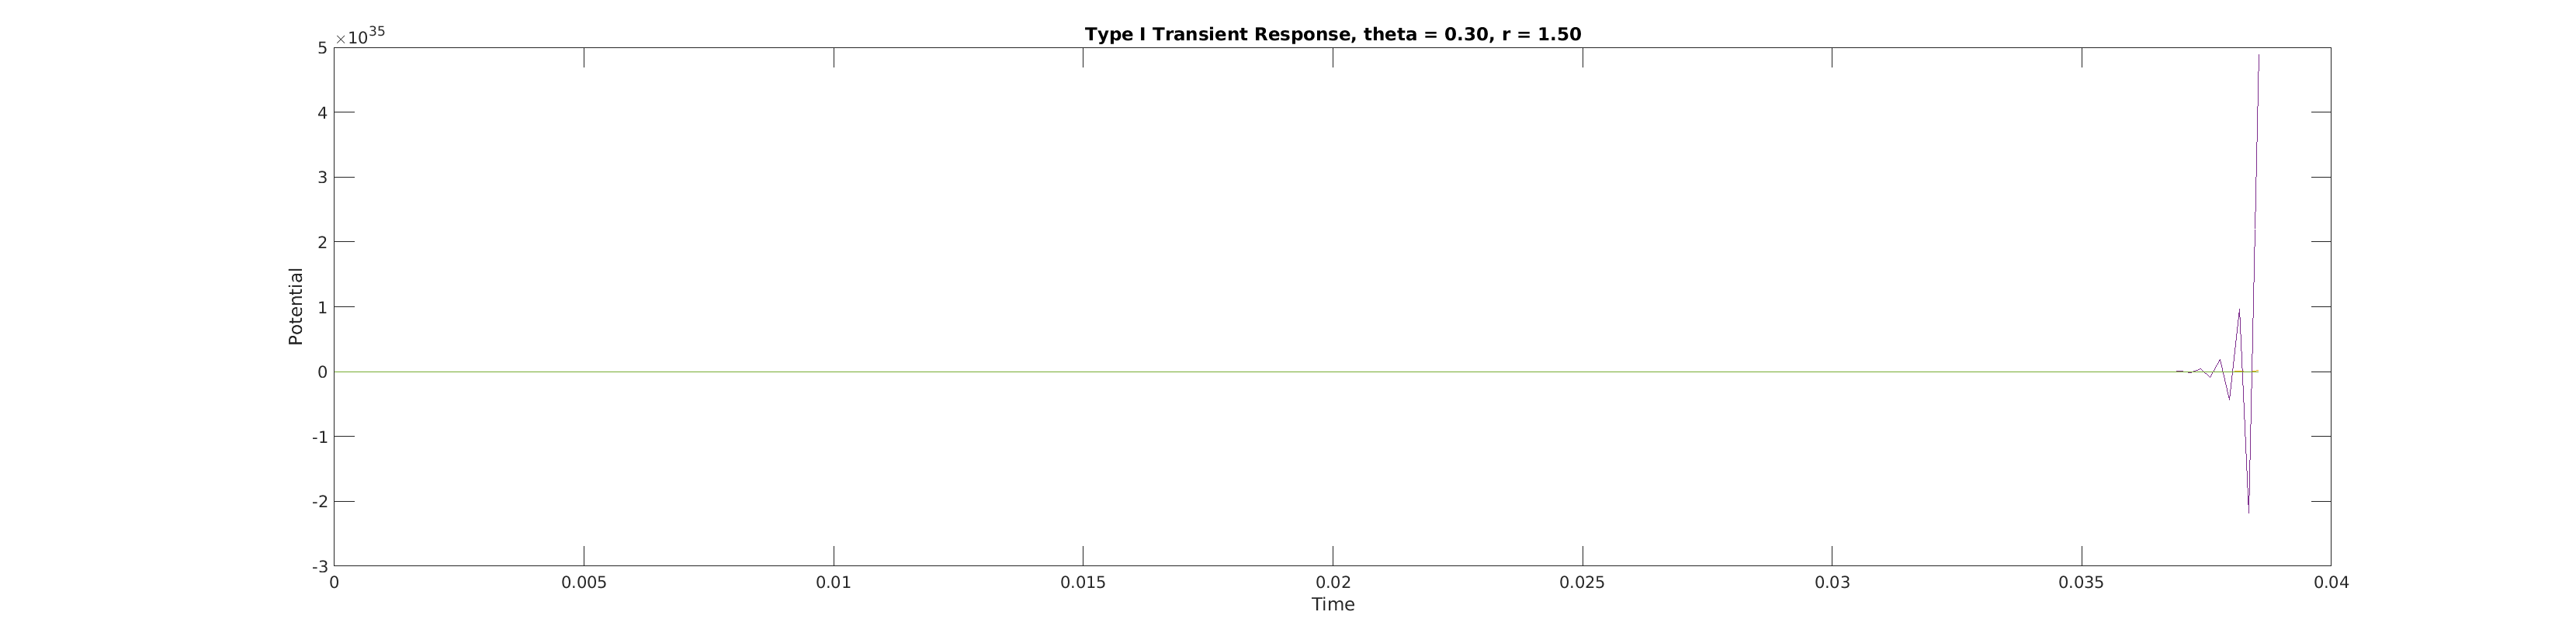 Type I Transient Response, theta = 0.30, r = 1.50
×10^35
5
4
3
2
1
0
-1
-2
-3
Potential
0 0.005 0.01 0.015 0.02 0.025 0.03 0.035 0.04
Time